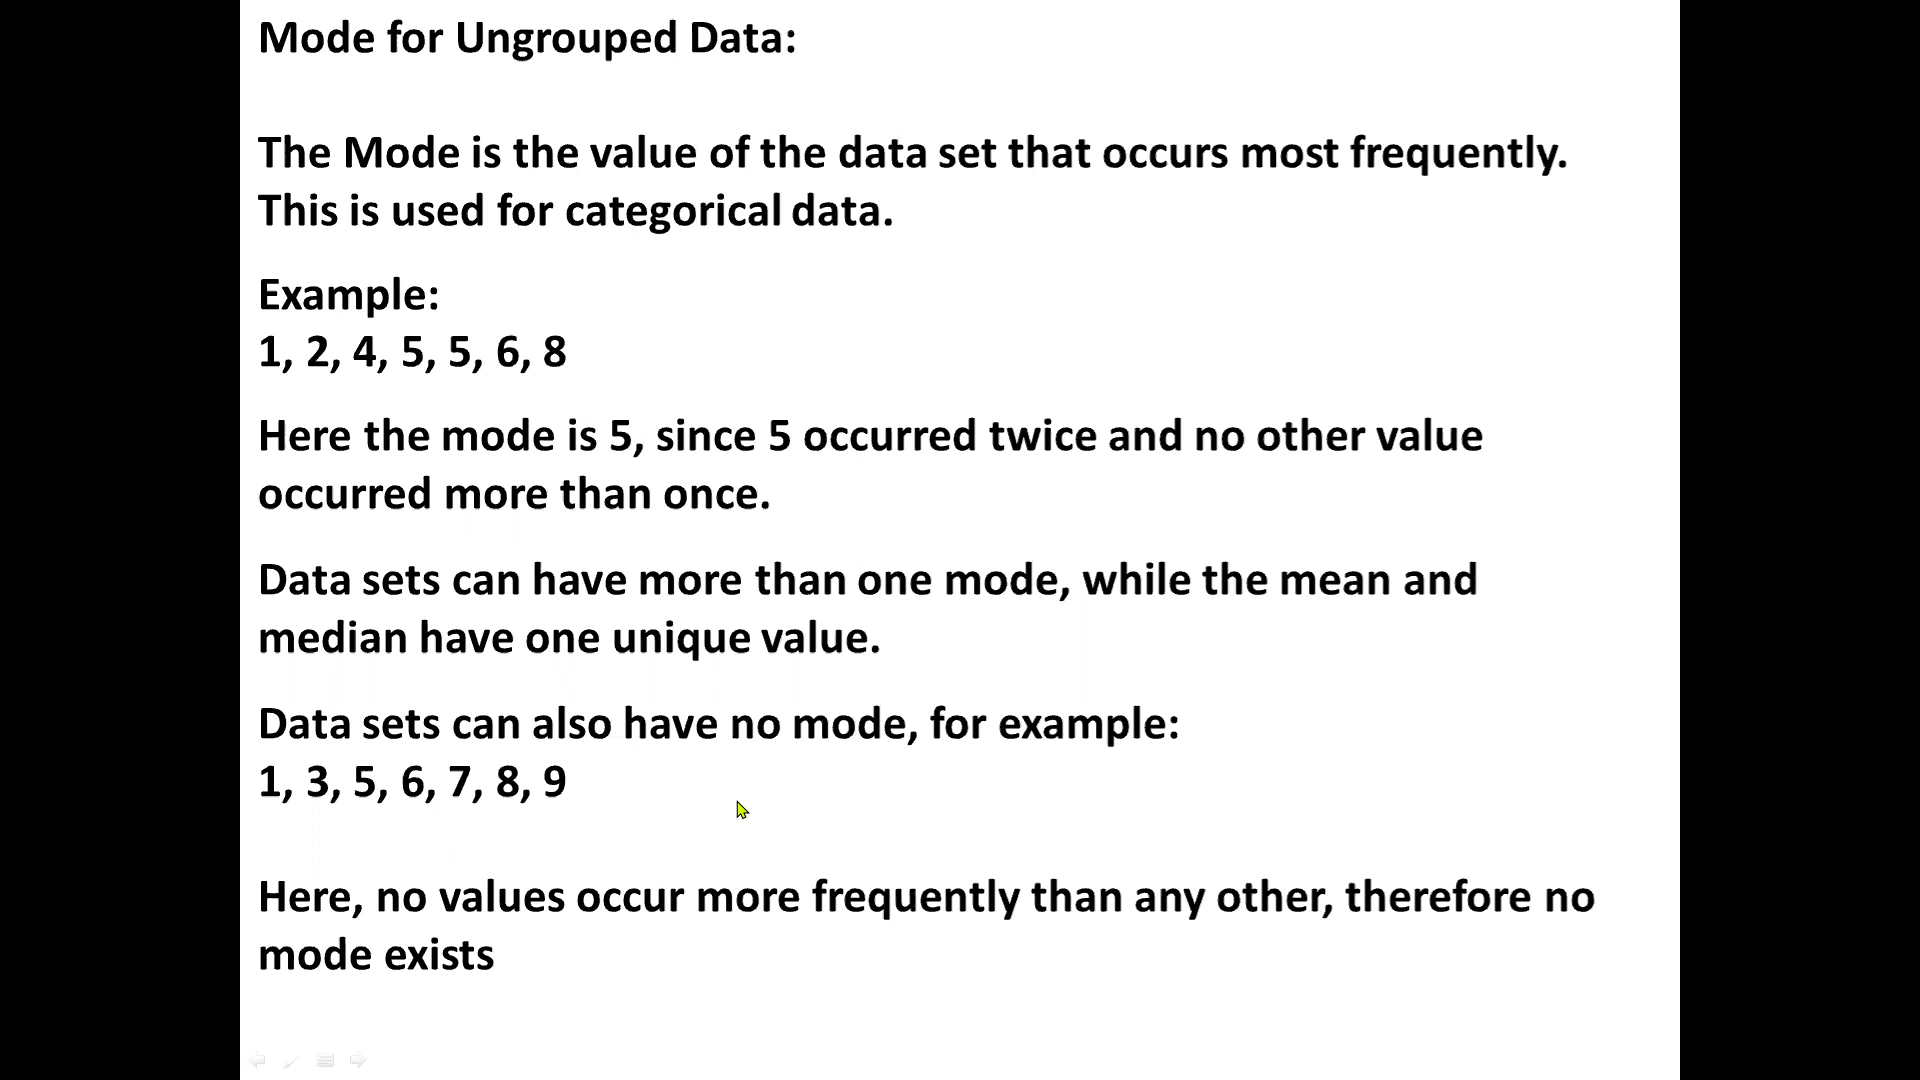 Mode for Ungrouped Data:
The Mode is the value of the data set that occurs most frequently.
This is used for categorical data.
Example:
1, 2, 4, 5, 5, 6, 8
Here the mode is 5, since 5 occurred twice and no other value
occurred more than once.
Data sets can have more than one mode, while the mean and
median have one unique value.
Data sets can also have no mode, for example:
1, 3, 5, 6, 7, 8, 9
Here, no values occur more frequently than any other, therefore no
mode exists